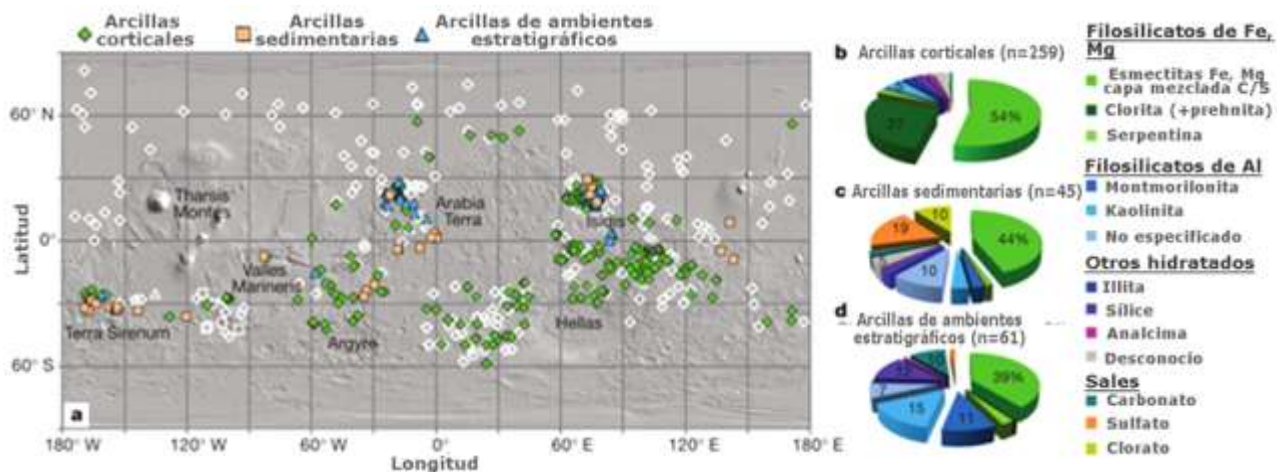 Arcillas corticales
Arcillas sedimentarias
Arcillas de ambientes estratigráficos
Latitud
60° N
0°
60° S
Tharsis Montes
Arabia Terra
Isidis
Valles Marineris
Terra Sirenum
Argyre
Hellas
a
180° W
120° W
60° W
0°
60° E
120° E
180° E
Longitud
b Arcillas corticales (n=259)
54%
27
c Arcillas sedimentarias (n=45)
44%
10
19
10
d Arcillas de ambientes
estratigráficos (n=61)
39%
11
15
7
10
Filosilicatos de Fe,
Mg
Esmectitas Fe, Mg
capa mezclada C/S
Clorita (+prehnita)
Serpentina
Filosilicatos de Al
Montmorilonita
Kaolinita
No especificado
Otros hidratados
Illita
Sílice
Analcima
Desconocio
Sales
Carbonato
Sulfato
Clorato